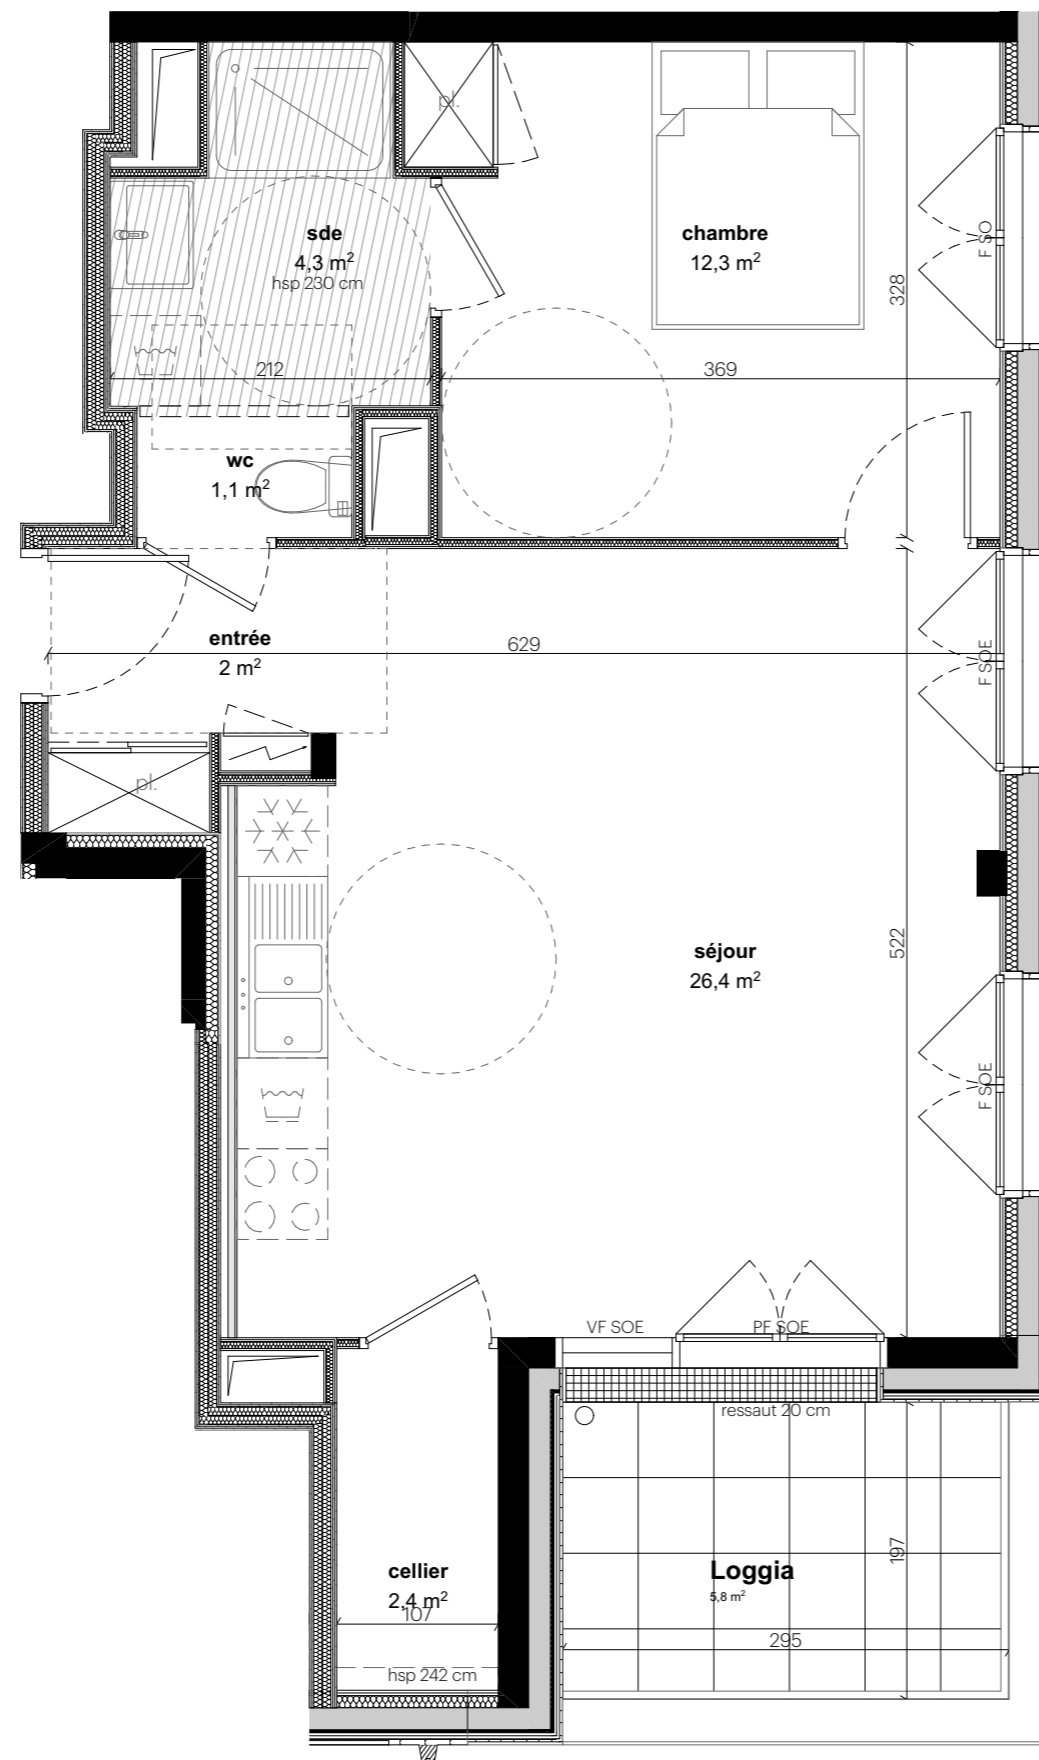 pl.
sde
4,3 m²
hsp 230 cm
chambre
12,3 m²
F SO
328
212
369
wc
1,1 m²
entrée
2 m²
629
F SOE
pl.
séjour
26,4 m²
522
F SOE
VF SOE
PF SOE
ressaut 20 cm
cellier
2,4 m²
107
hsp 242 cm
Loggia
5,8 m²
197
295